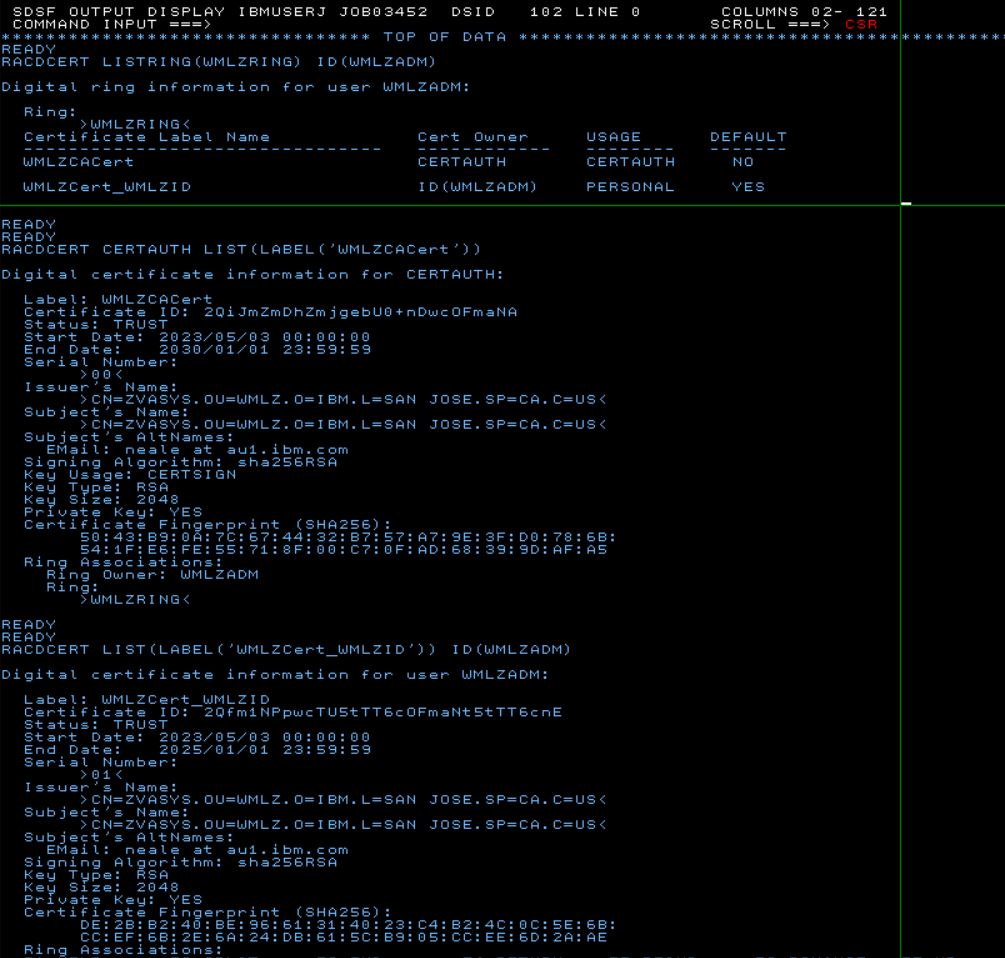 SDSF OUTPUT DISPLAY IBMUSERJ JOB03452  DSID   102 LINE 0       COLUMNS 02- 121
COMMAND INPUT ===>                                            SCROLL ===> CSR
********************************* TOP OF DATA *********************************************
READY
RACDCERT LISTRING(WMLZRING) ID(WMLZADM)
Digital ring information for user WMLZADM:
Ring:
>WMLZRING<
Certificate Label Name             Cert Owner     USAGE      DEFAULT
--------------------------------   ------------   --------   -------
WMLZCACert                         CERTAUTH       CERTAUTH     NO
WMLZCert_WMLZID                    ID(WMLZADM)    PERSONAL     YES
READY
READY
RACDCERT CERTAUTH LIST(LABEL('WMLZCACert'))
Digital certificate information for CERTAUTH:
Label: WMLZCACert
Certificate ID: 2QiJmZmDhZmjgebU0+nDwcOFmaNA
Status: TRUST
Start Date: 2023/05/03 00:00:00
End Date:   2030/01/01 23:59:59
Serial Number:
>00<
Issuer's Name:
>CN=ZVASYS.OU=WMLZ.O=IBM.L=SAN JOSE.SP=CA.C=US<
Subject's Name:
>CN=ZVASYS.OU=WMLZ.O=IBM.L=SAN JOSE.SP=CA.C=US<
Subject's AltNames:
EMail: neale at au1.ibm.com
Signing Algorithm: sha256RSA
Key Usage: CERTSIGN
Key Type: RSA
Key Size: 2048
Private Key: YES
Certificate Fingerprint (SHA256):
50:43:B9:0A:7C:67:44:32:B7:57:A7:9E:3F:D0:78:6B:
54:1F:E6:FE:55:71:8F:00:C7:0F:AD:68:39:9D:AF:A5
Ring Associations:
Ring Owner: WMLZADM
Ring:
>WMLZRING<
READY
READY
RACDCERT LIST(LABEL('WMLZCert_WMLZID')) ID(WMLZADM)
Digital certificate information for user WMLZADM:
Label: WMLZCert_WMLZID
Certificate ID: 2Qfm1NPpwcTU5tTT6cOFmaNt5tTT6cnE
Status: TRUST
Start Date: 2023/05/03 00:00:00
End Date:   2025/01/01 23:59:59
Serial Number:
>01<
Issuer's Name:
>CN=ZVASYS.OU=WMLZ.O=IBM.L=SAN JOSE.SP=CA.C=US<
Subject's Name:
>CN=ZVASYS.OU=WMLZ.O=IBM.L=SAN JOSE.SP=CA.C=US<
Subject's AltNames:
EMail: neale at au1.ibm.com
Signing Algorithm: sha256RSA
Key Type: RSA
Key Size: 2048
Private Key: YES
Certificate Fingerprint (SHA256):
DE:2B:B2:40:BE:96:61:31:40:23:C4:B2:4C:0C:5E:6B:
CC:EF:6B:2E:6A:24:DB:61:5C:B9:05:CC:EE:6D:2A:AE
Ring Associations: